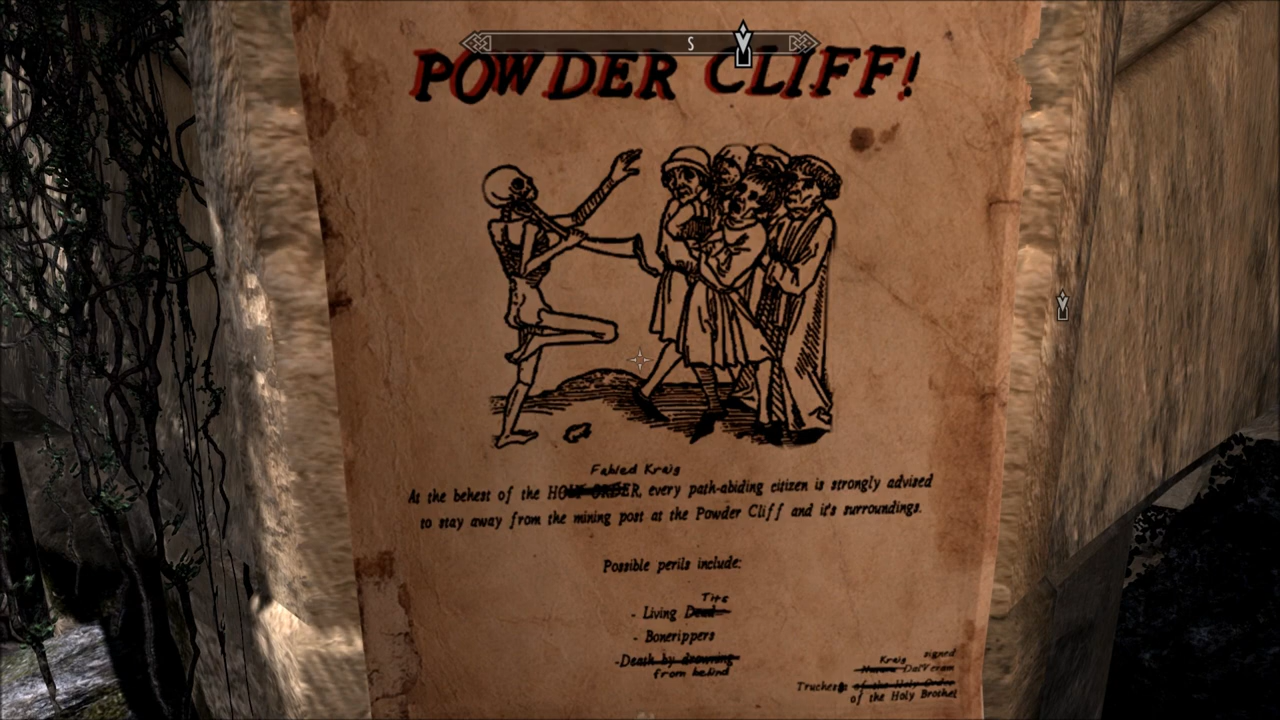 S
POWDER CLIFF!
Fabled Kraig
At the behest of the HOLY ORDER, every path-abiding citizen is strongly advised
to stay away from the mining post at the Powder Cliff and it's surroundings.
Possible perils include:
Tits
- Living Dead
- Bonerippers
-Death by drowning
from behind
signed
Kraig
DalVeram
Truchess of the Holy Order
of the Holy Brothel